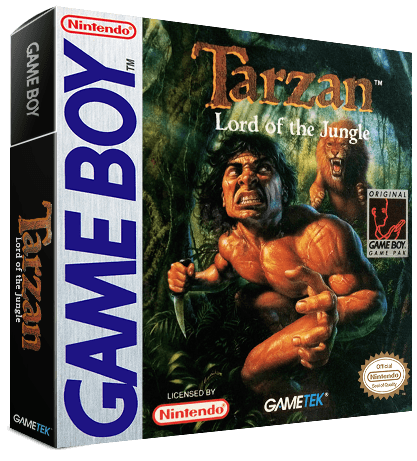 GAME BOY
Tarzan
Lord of the Jungle
GAMETEK
Nintendo
GAME BOY™
Tarzan™
Lord of the Jungle
ORIGINAL
GAME BOY
GAME PAK
Official
Nintendo
Seal of Quality
LICENSED BY
Nintendo
GAMETEK®